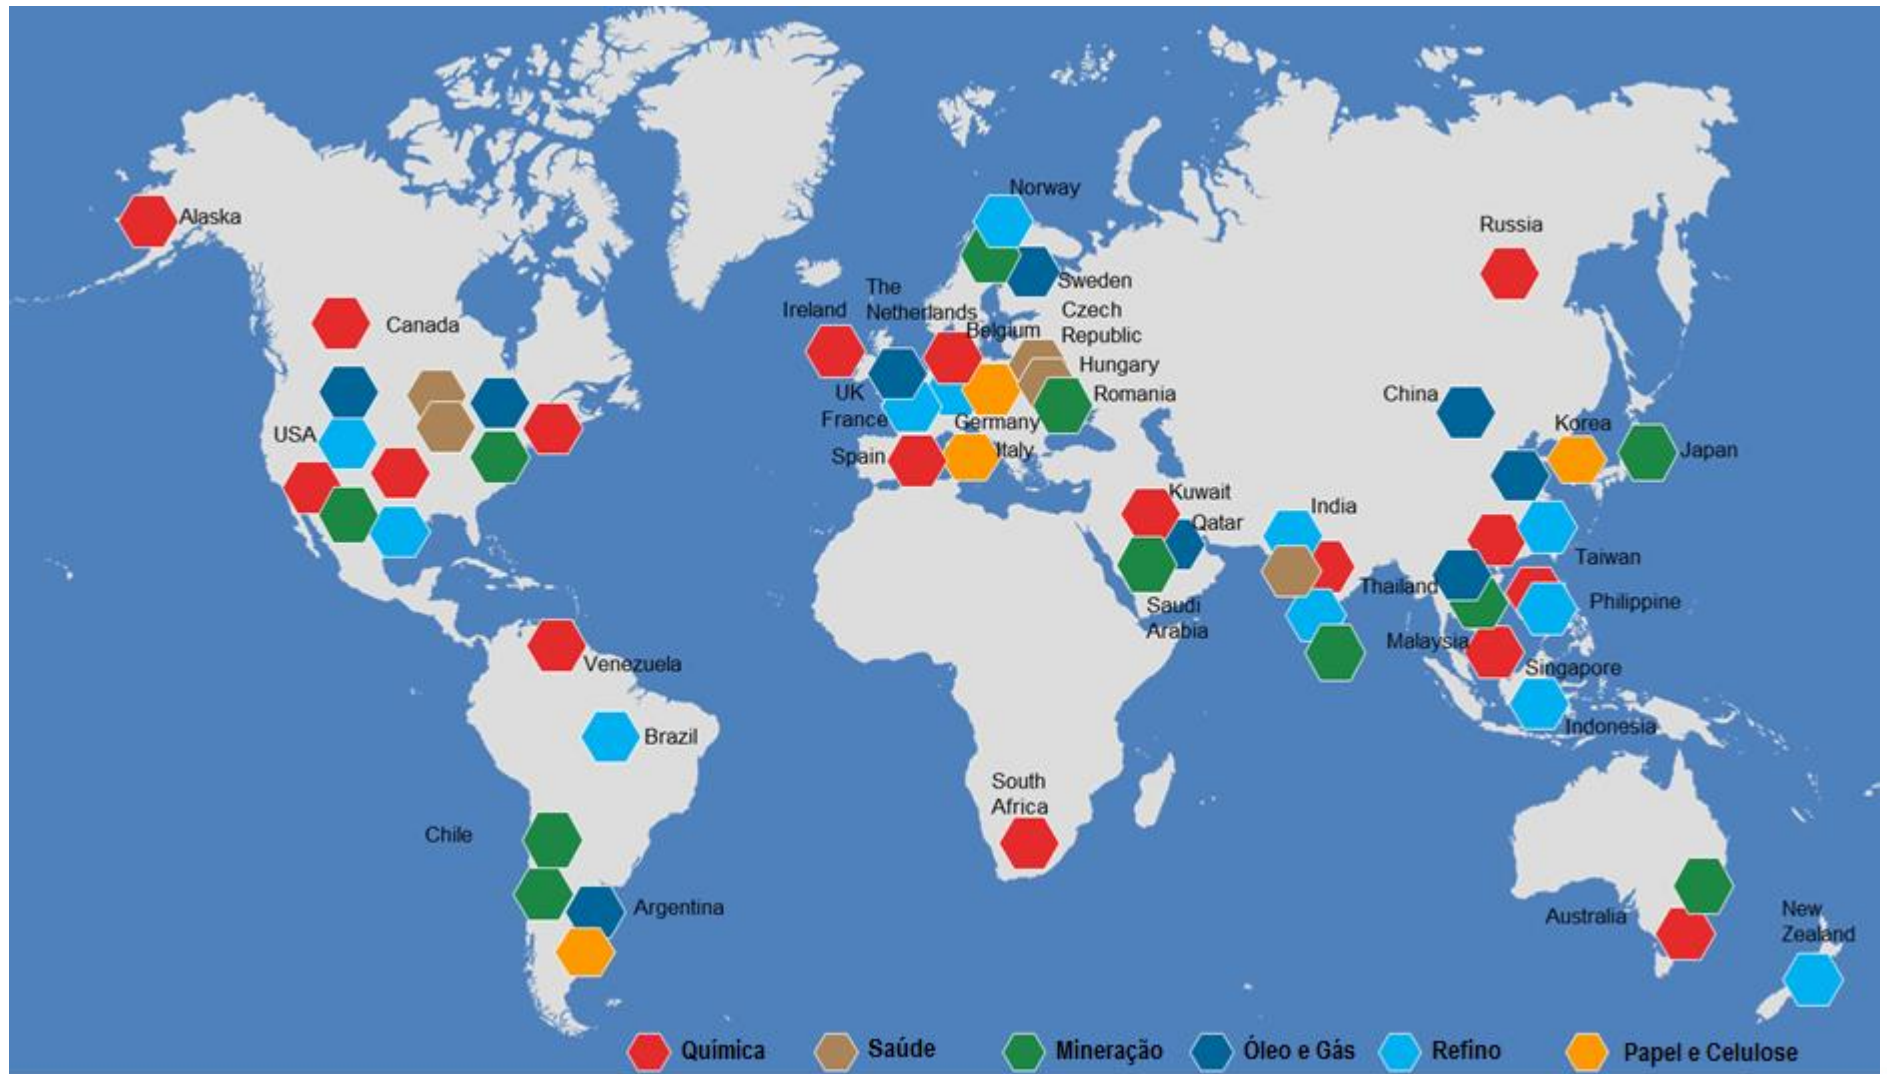 Norway
Alaska
Russia
Sweden
The
Netherlands
Ireland
Czech
Republic
Canada
Belgium
Hungary
UK
Romania
China
France
Germany
Korea
USA
Spain
Italy
Japan
Kuwait
India
Qatar
Taiwan
Thailand
Philippine
Saudi
Arabia
Malaysia
Venezuela
Singapore
Indonesia
Brazil
South
Africa
Chile
Argentina
Australia
New
Zealand
Química Saúde Mineração Óleo e Gás Refino Papel e Celulose